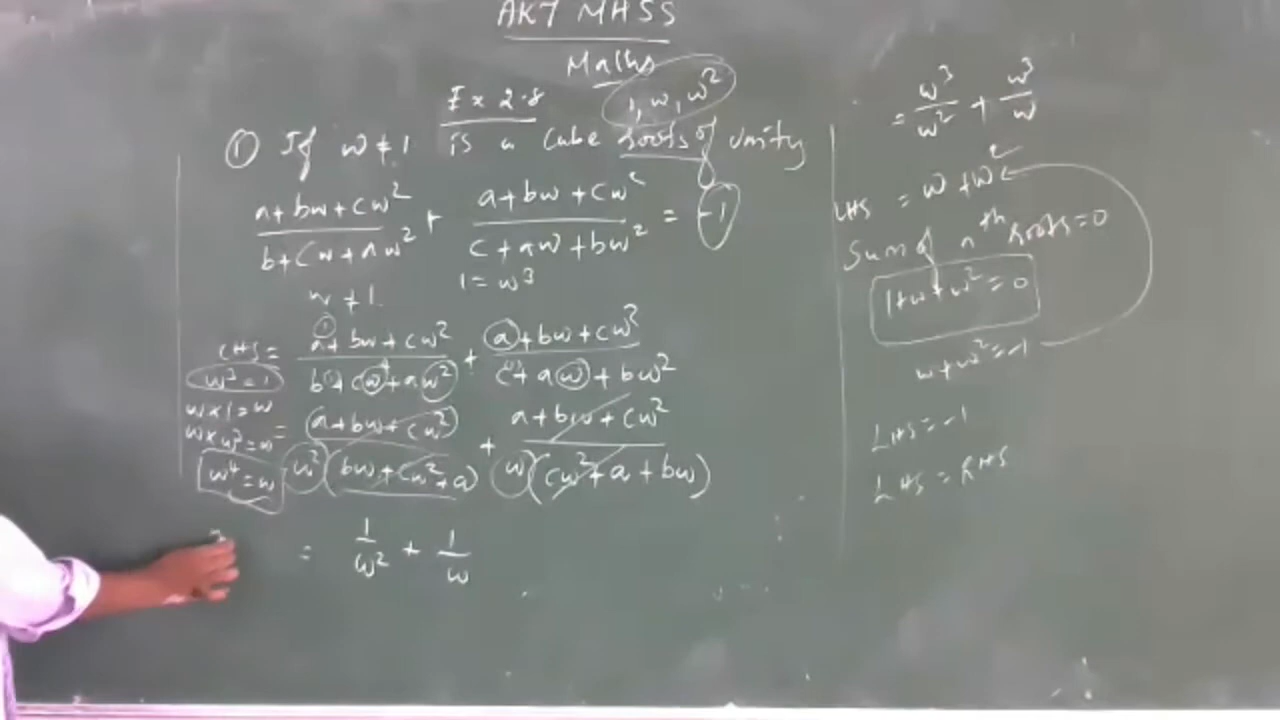 AKT MASS
Maths
Ex 2.8
1, ω, ω²
① If ω ≠ 1 is a cube roots of unity
(a+bω+cω²)/(b+cω+aω²) + (a+bω+cω²)/(c+aω+bω²) = -1
ω ≠ 1. 1 = ω³
LHS = (a+bω+cω²)/(b+cω+aω²) + (a+bω+cω²)/(c+aω+bω²)
ω³ = 1
ω×1 = ω
ω×ω³ = ω
ω⁴ = ω
= (a+bω+cω²)/ω²(bω+cω²+a) + (a+bω+cω²)/ω(cω²+a+bω)
= 1/ω² + 1/ω
= ω³/ω² + ω³/ω
LHS = ω + ω²
Sum of nth roots = 0
1+ω+ω² = 0
ω+ω² = -1
LHS = -1
LHS = RHS